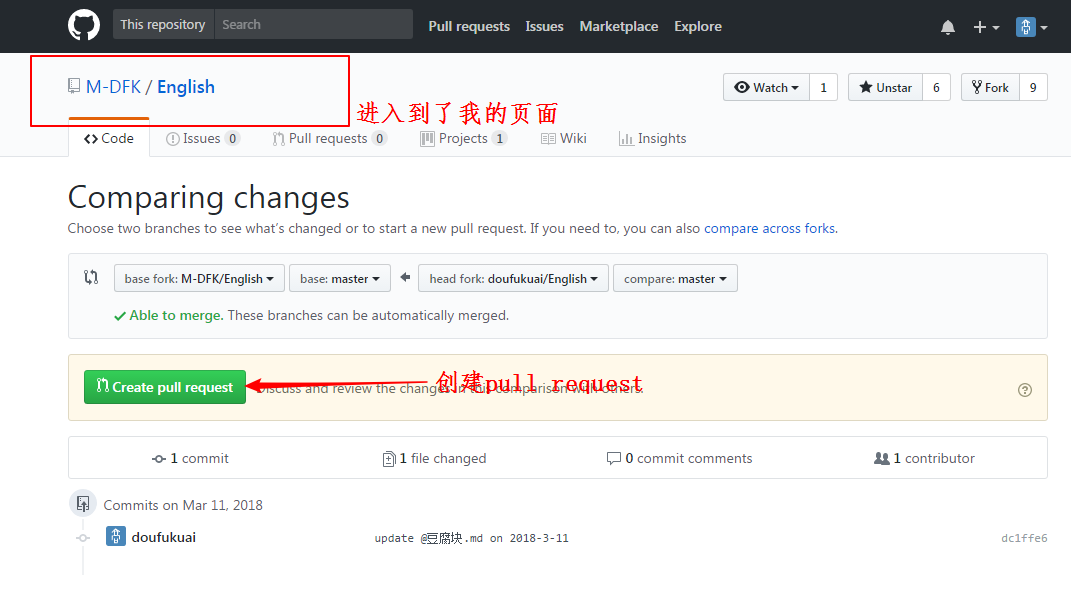 This repository Search Pull requests Issues Marketplace Explore
M-DFK / English Watch 1 Unstar 6 Fork 9
进入到了我的页面
Code Issues 0 Pull requests 0 Projects 1 Wiki Insights
Comparing changes
Choose two branches to see what's changed or to start a new pull request. If you need to, you can also compare across forks.
base fork: M-DFK/English base: master head fork: doufukuai/English compare: master
Able to merge. These branches can be automatically merged.
Create pull request Discuss and review the changes in this comparison with others.
创建pull request
1 commit 1 file changed 0 commit comments 1 contributor
Commits on Mar 11, 2018
doufukuai update @豆腐块.md on 2018-3-11 dc1ffe6